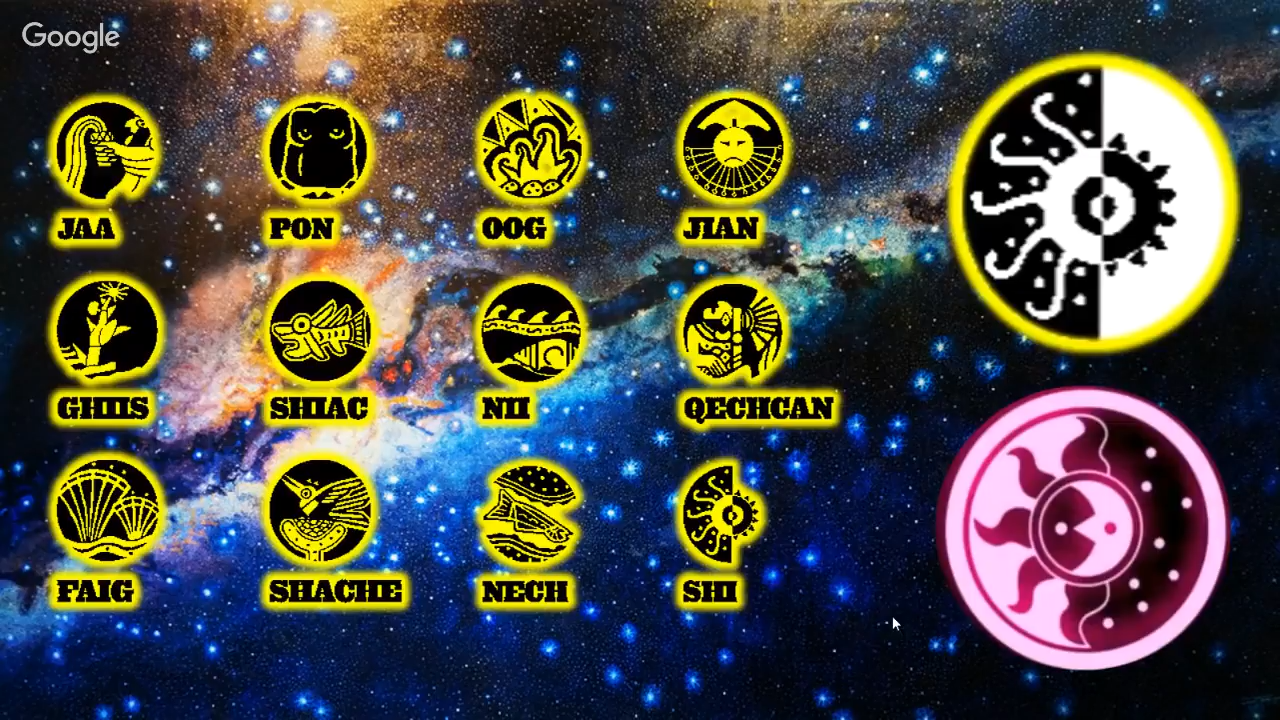 Google
JAA PON OOG JIAN
GHIIS SHIAC NII QECHCAN
FAIG SHACHE NECH SHI